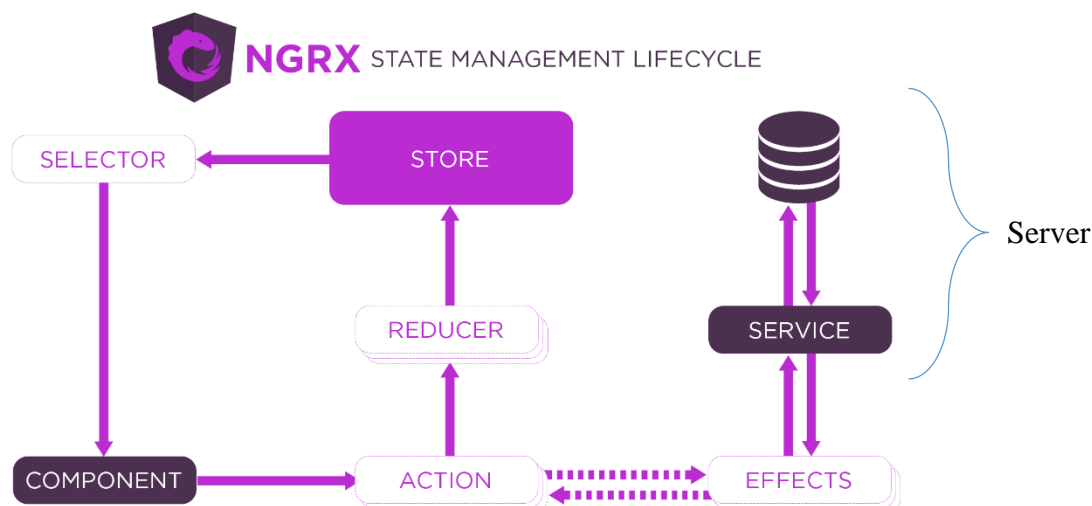 NGRX STATE MANAGEMENT LIFECYCLE
SELECTOR
STORE
Server
REDUCER
SERVICE
COMPONENT
ACTION
EFFECTS